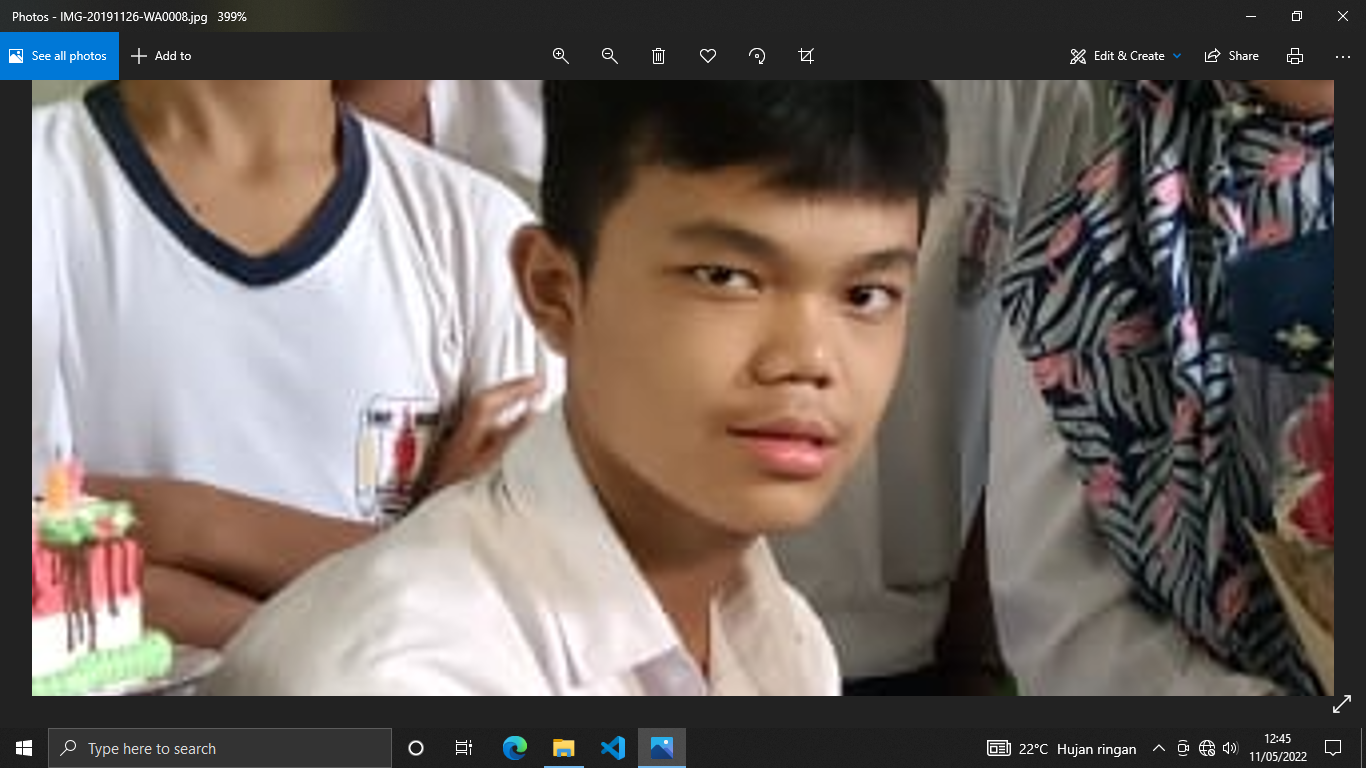 Photos - IMG-20191126-WA0008.jpg 399%
See all photos
Add to
Edit & Create
Share
Type here to search
22°C Hujan ringan
12:45
11/05/2022